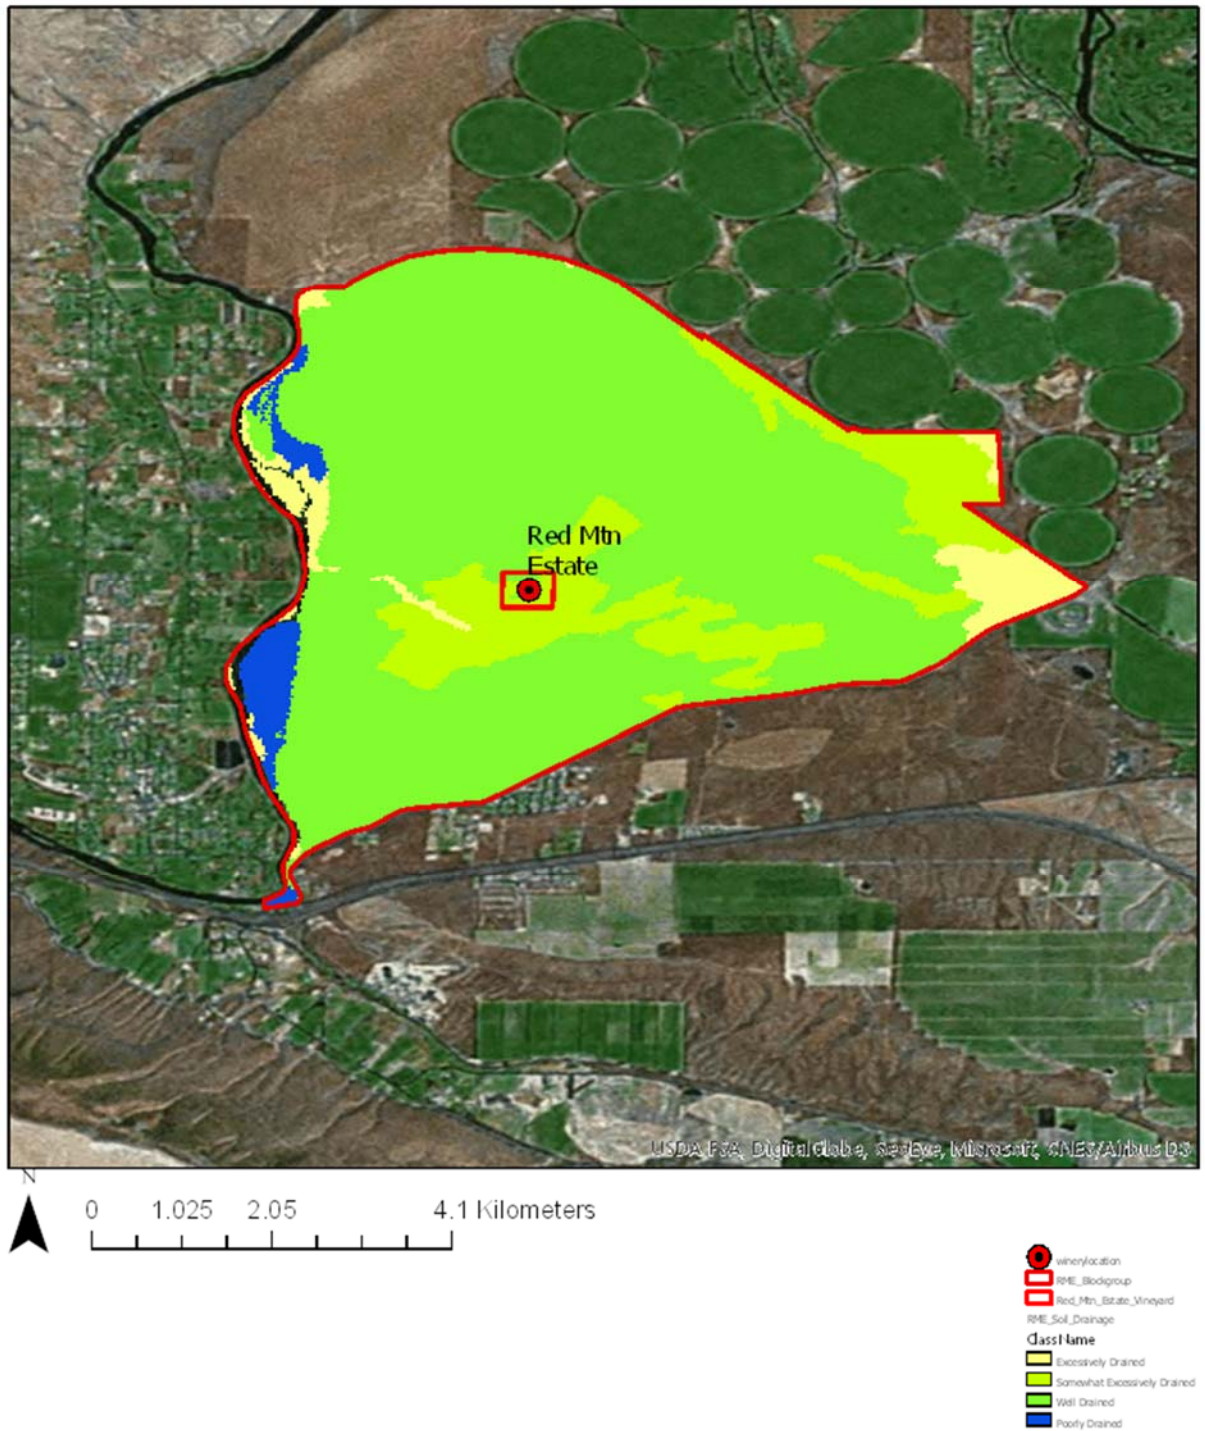 Red Mtn
Estate
USDA FSA, DigitalGlobe, GeoEye, Microsoft, CNES/Airbus DS
N
0 1.025 2.05 4.1 Kilometers
winerylocation
RME_Blockgroup
Red_Mtn_Estate_Vineyard
RME_Soil_Drainage
ClassName
Excessively Drained
Somewhat Excessively Drained
Well Drained
Poorly Drained